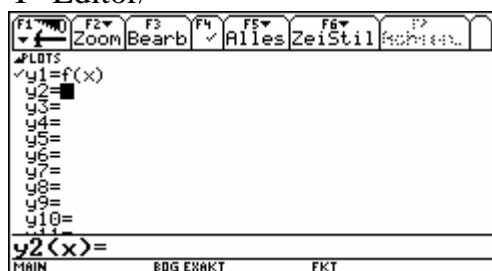 Y= Editor/
F1 F2 Zoom F3 Bearb F4 ✓ F5 Alles F6 ZeiStil
PLOTS
✓y1=f(x)
y2=
y3=
y4=
y5=
y6=
y7=
y8=
y9=
y10=
y2(x)=
MAIN BOG EXAKT FKT